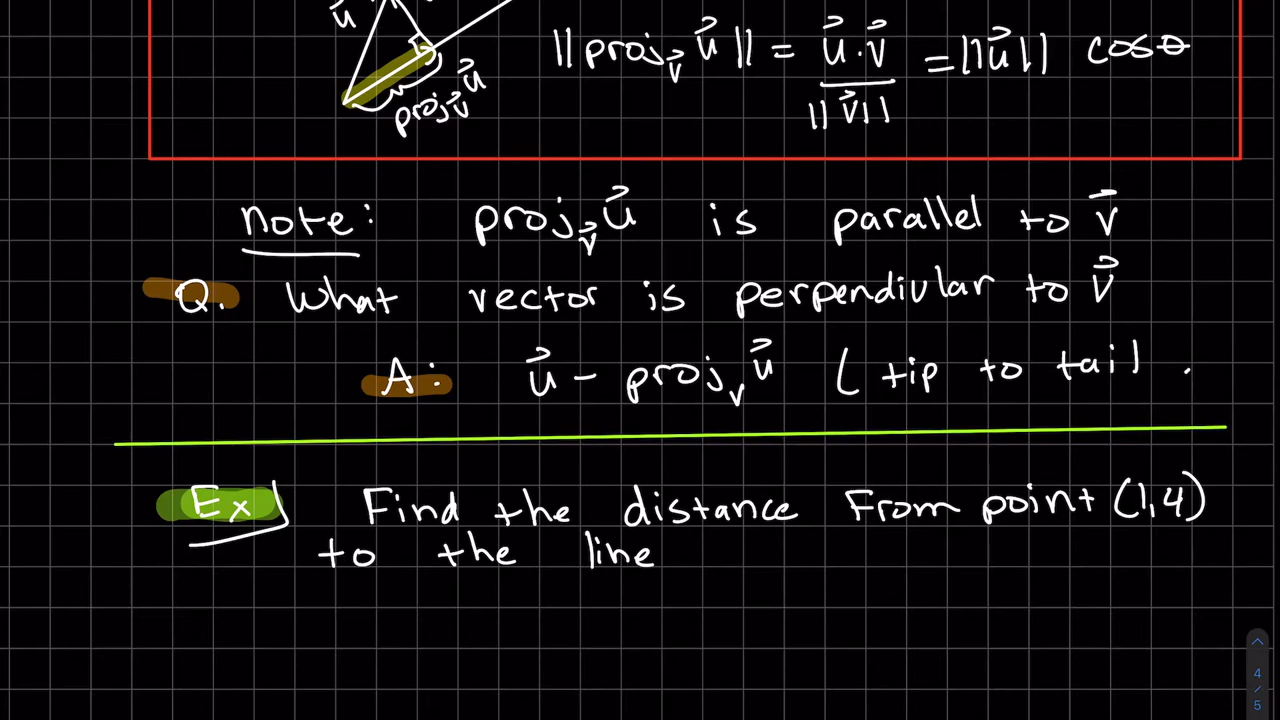 u⃗
proj_v⃗ u⃗
||proj_v⃗ u⃗|| = u⃗·v⃗ / ||v⃗|| = ||u⃗|| cosθ
note: proj_v⃗ u⃗ is parallel to v⃗
Q. What vector is perpendivlar to v⃗
A: u⃗ - proj_v u⃗ ( tip to tail .
Ex) Find the distance From point (1,4)
to the line
4
/
5